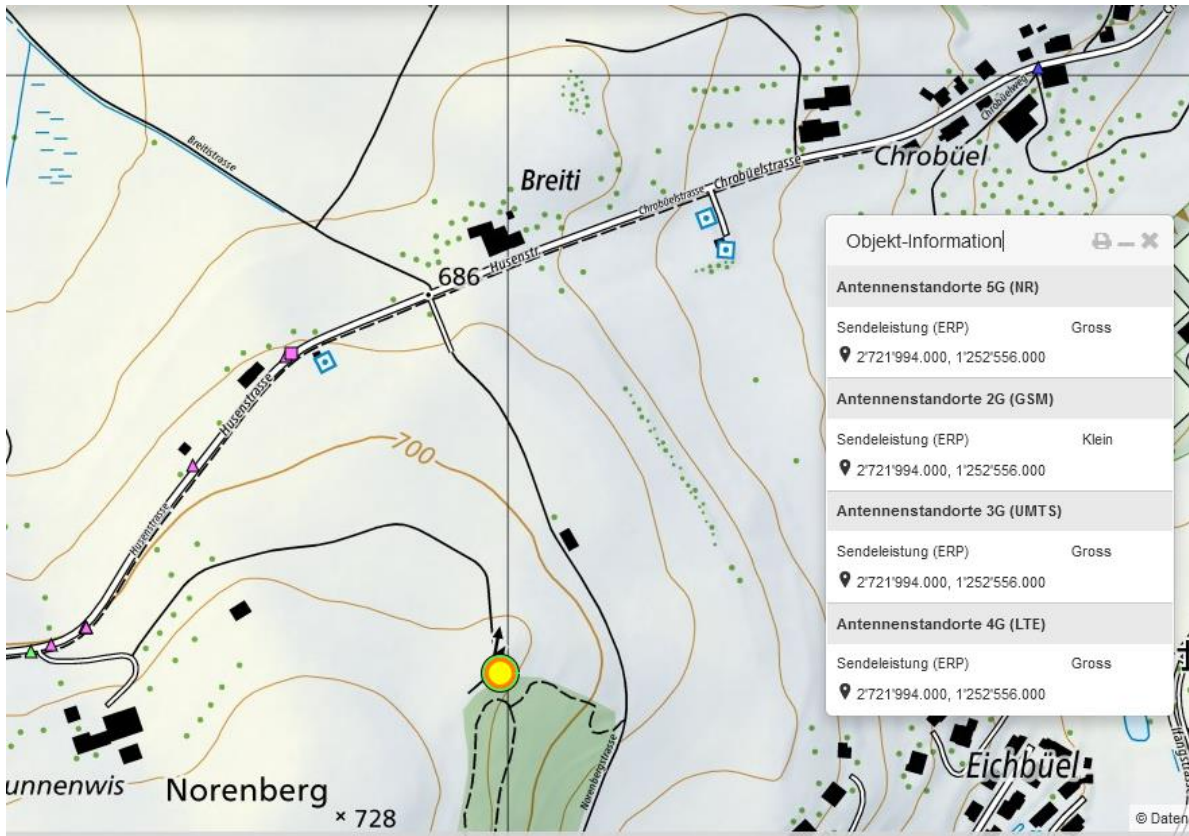 Breitistrasse
Breiti
Chrobüelstrasse
Chrobüelstrasse
Chrobüelweg
Chrobüel
Husenstr.
686
Husenstrasse
700
Husenstrasse
Norenbergstrasse
unnenwis
Norenberg
728
Eichbüel
Objekt-Information
Antennenstandorte 5G (NR)
Sendeleistung (ERP) Gross
2'721'994.000, 1'252'556.000
Antennenstandorte 2G (GSM)
Sendeleistung (ERP) Klein
2'721'994.000, 1'252'556.000
Antennenstandorte 3G (UMTS)
Sendeleistung (ERP) Gross
2'721'994.000, 1'252'556.000
Antennenstandorte 4G (LTE)
Sendeleistung (ERP) Gross
2'721'994.000, 1'252'556.000
© Daten